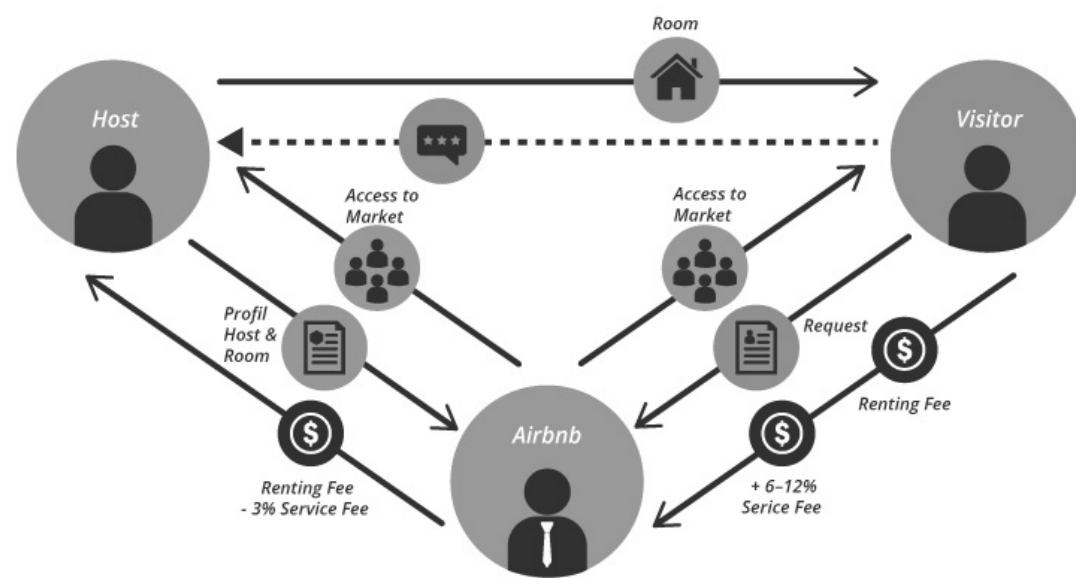 Room
Host
Visitor
Access to
Market
Access to
Market
Profil
Host &
Room
Request
$
Renting Fee
$
$
Airbnb
Renting Fee
- 3% Service Fee
+ 6–12%
Serice Fee